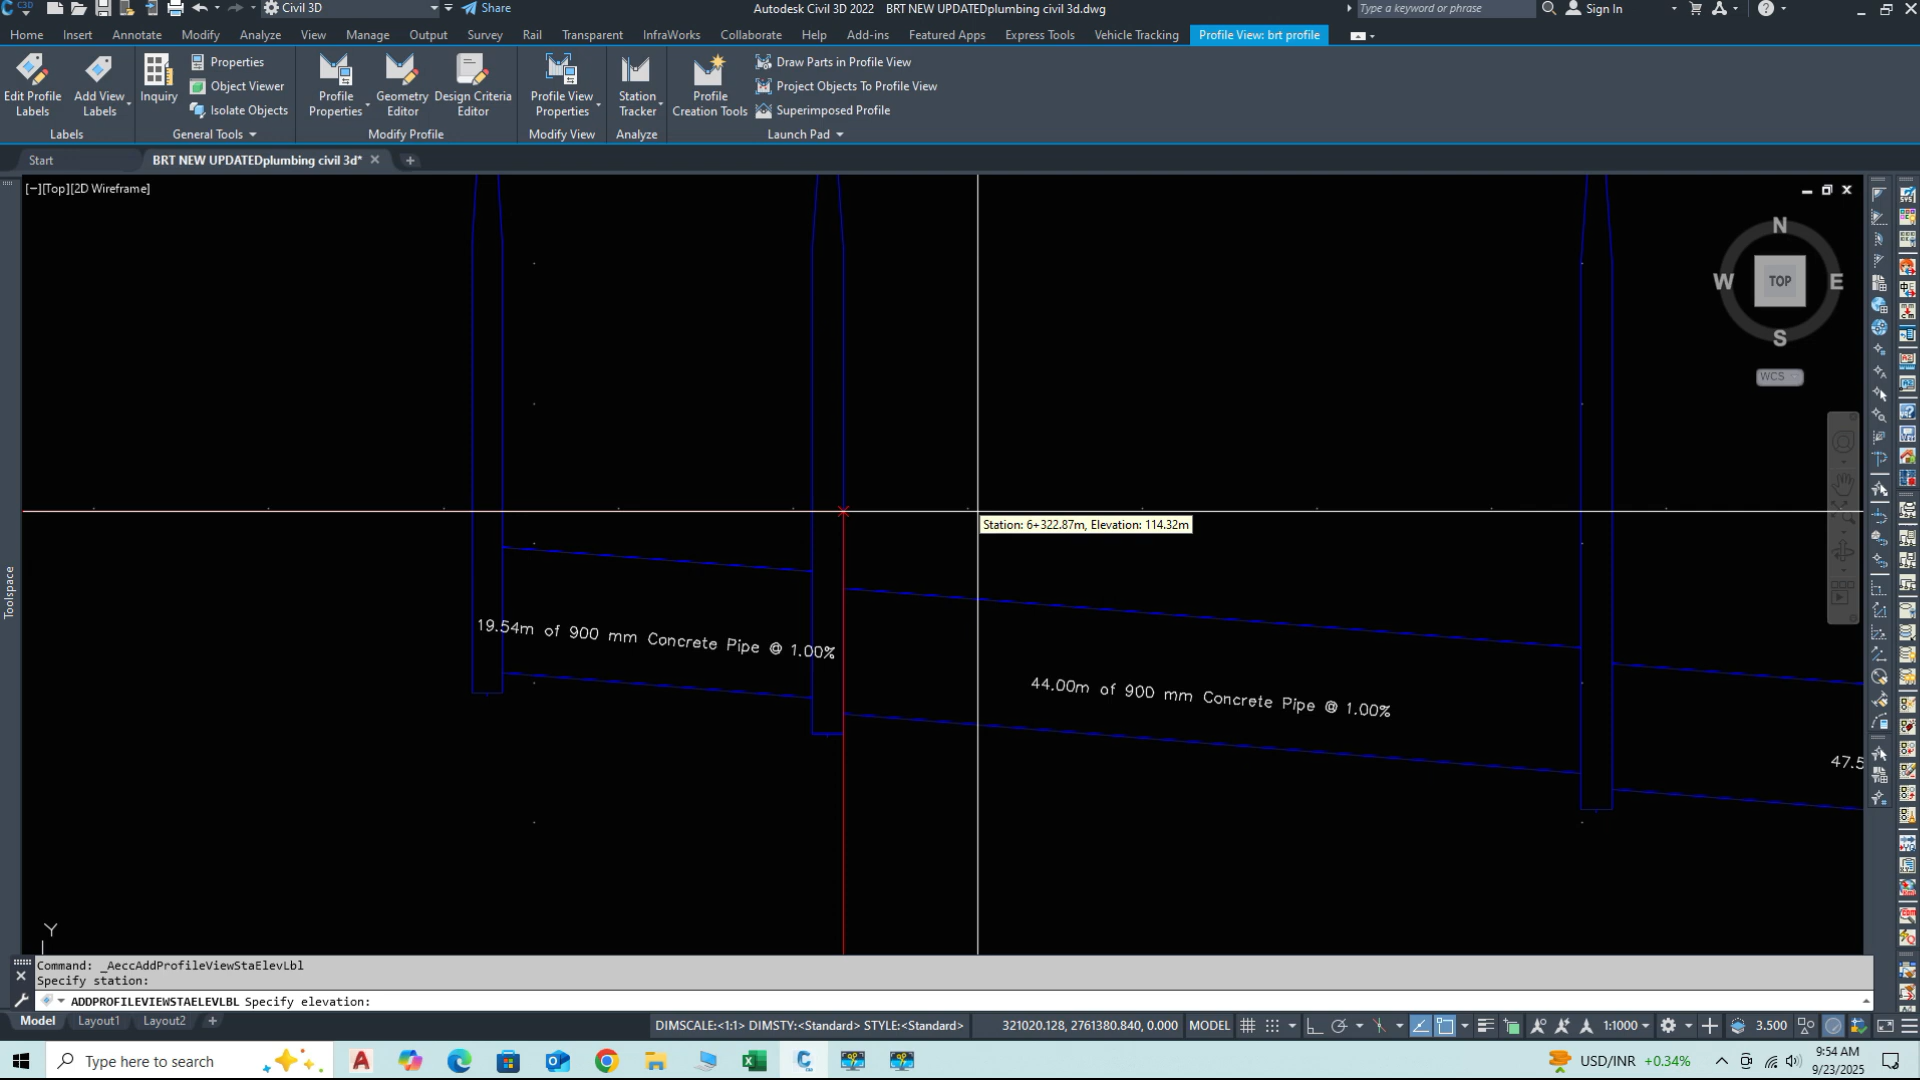 Civil 3D
Share
Autodesk Civil 3D 2022 BRT NEW UPDATEDplumbing civil 3d.dwg
Type a keyword or phrase
Sign In
Home Insert Annotate Modify Analyze View Manage Output Survey Rail Transparent InfraWorks Collaborate Help Add-ins Featured Apps Express Tools Vehicle Tracking Profile View: brt profile
Edit Profile Labels
Add View Labels
Labels
Inquiry
Properties
Object Viewer
Isolate Objects
General Tools
Profile Properties
Geometry Editor
Design Criteria Editor
Modify Profile
Profile View Properties
Modify View
Station Tracker
Analyze
Profile Creation Tools
Draw Parts in Profile View
Project Objects To Profile View
Superimposed Profile
Launch Pad
Start
BRT NEW UPDATEDplumbing civil 3d*
[−][Top][2D Wireframe]
N
W TOP E
S
WCS
Station: 6+322.87m, Elevation: 114.32m
19.54m of 900 mm Concrete Pipe @ 1.00%
44.00m of 900 mm Concrete Pipe @ 1.00%
47.5
Toolspace
Y
Command: _AeccAddProfileViewStaElevLbl
Specify station:
ADDPROFILEVIEWSTAELEVLBL Specify elevation:
Model Layout1 Layout2
DIMSCALE:<1:1> DIMSTY:<Standard> STYLE:<Standard>
321020.128, 2761380.840, 0.000 MODEL
1:1000
3.500
Type here to search
USD/INR +0.34%
9:54 AM
9/23/2025